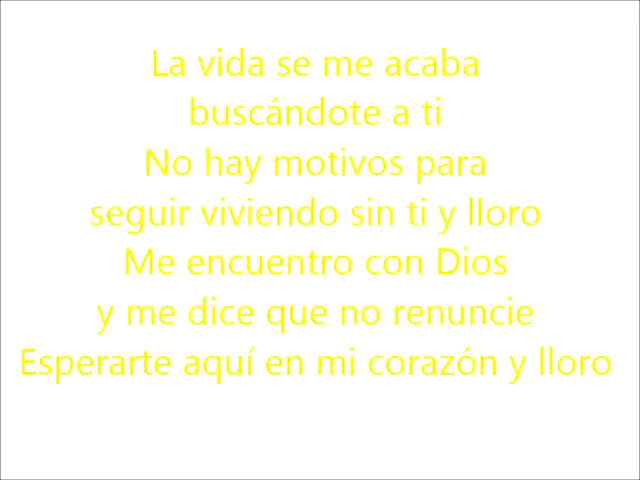 La vida se me acaba
buscándote a ti
No hay motivos para
seguir viviendo sin ti y lloro
Me encuentro con Dios
y me dice que no renuncie
Esperarte aquí en mi corazón y lloro